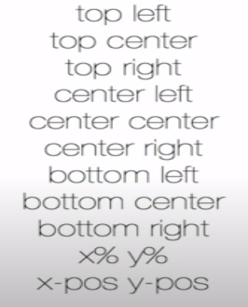 top left
top center
top right
center left
center center
center right
bottom left
bottom center
bottom right
x% y%
x-pos y-pos